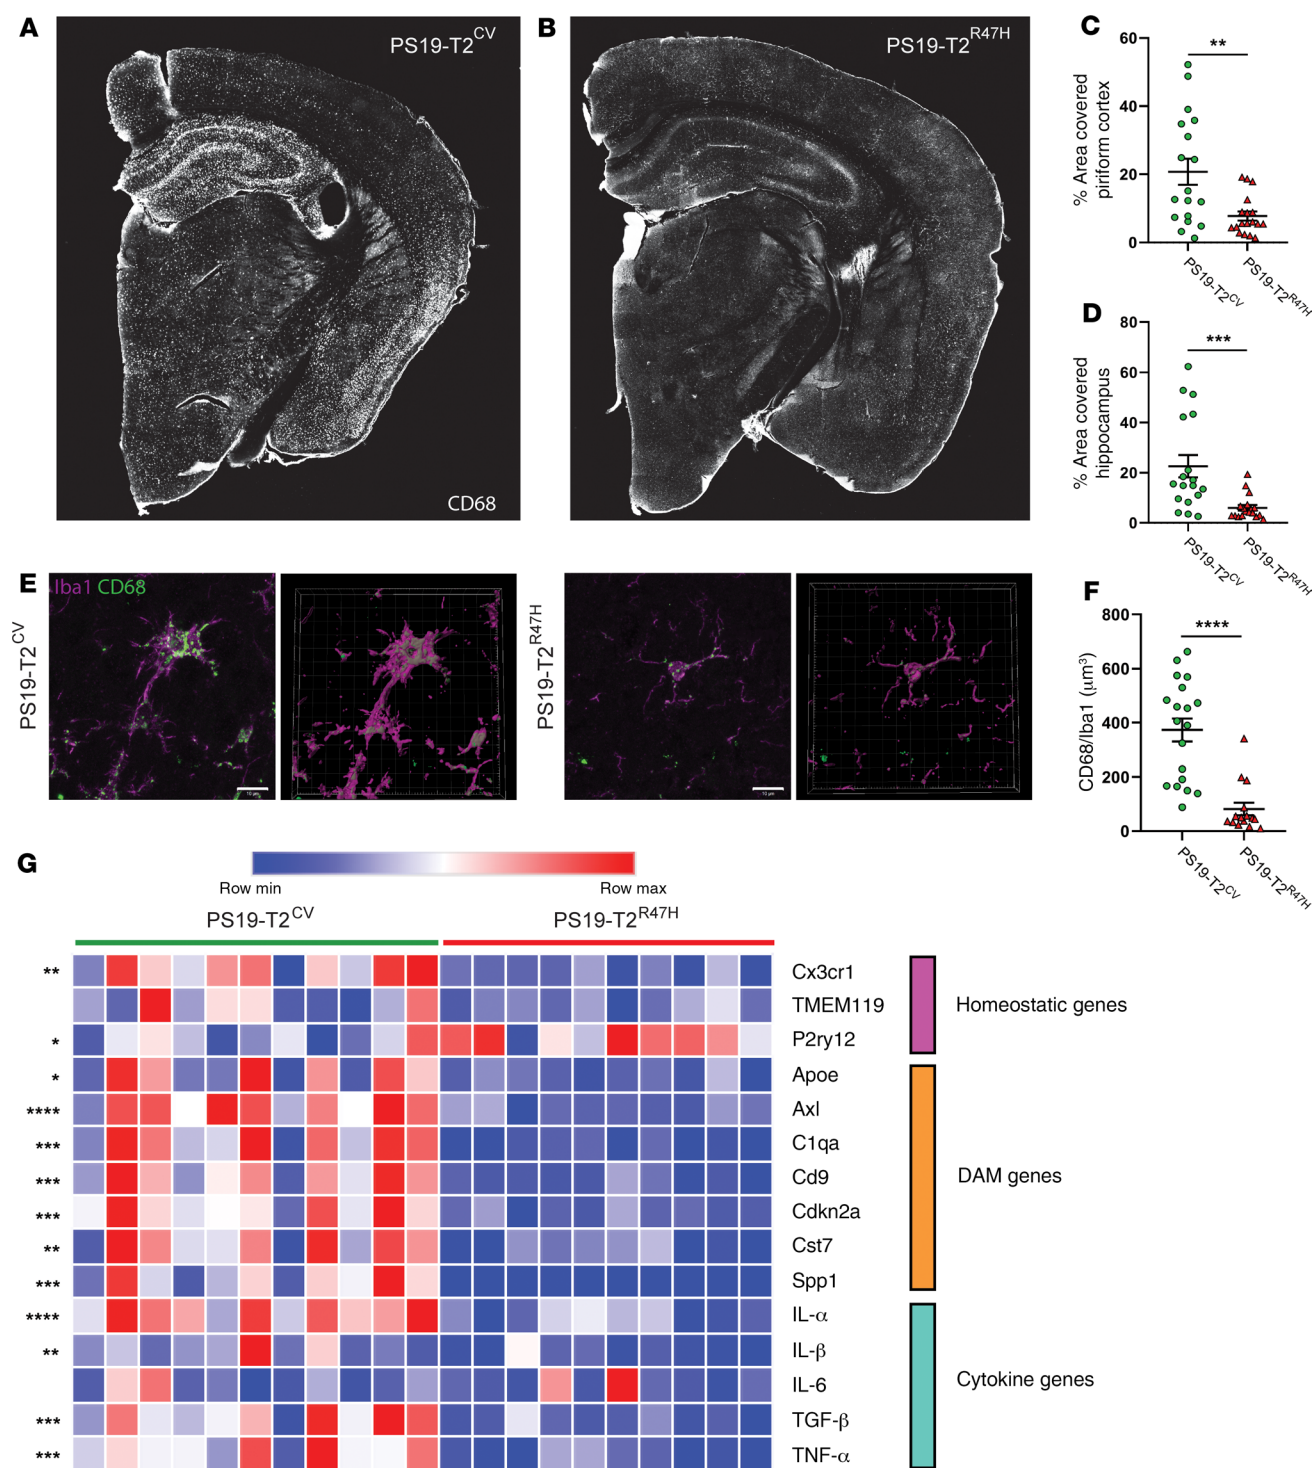 A
PS19-T2CV
CD68
B
PS19-T2R47H
C
% Area covered
piriform cortex
60
40
20
0
**
PS19-T2CV
PS19-T2R47H
D
% Area covered
hippocampus
80
60
40
20
0
***
PS19-T2CV
PS19-T2R47H
E
Iba1 CD68
PS19-T2CV
10 μm
PS19-T2R47H
10 μm
F
CD68/Iba1 (μm³)
800
600
400
200
0
****
PS19-T2CV
PS19-T2R47H
G
Row min
Row max
PS19-T2CV
PS19-T2R47H
** Cx3cr1
TMEM119
* P2ry12
* Apoe
**** Axl
*** C1qa
*** Cd9
*** Cdkn2a
** Cst7
*** Spp1
**** IL-α
** IL-β
IL-6
*** TGF-β
*** TNF-α
Homeostatic genes
DAM genes
Cytokine genes